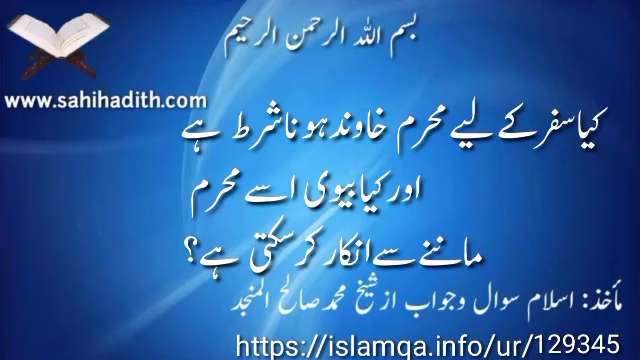 بسم اللہ الرحمن الرحیم
www.sahihadith.com
کیا سفر کے لیے محرم خاوند ہونا شرط ہے
اور کیا بیوی اسے محرم
ماننے سے انکار کر سکتی ہے؟
مأخذ: اسلام سوال وجواب از شیخ محمد صالح المنجد
https://islamqa.info/ur/129345